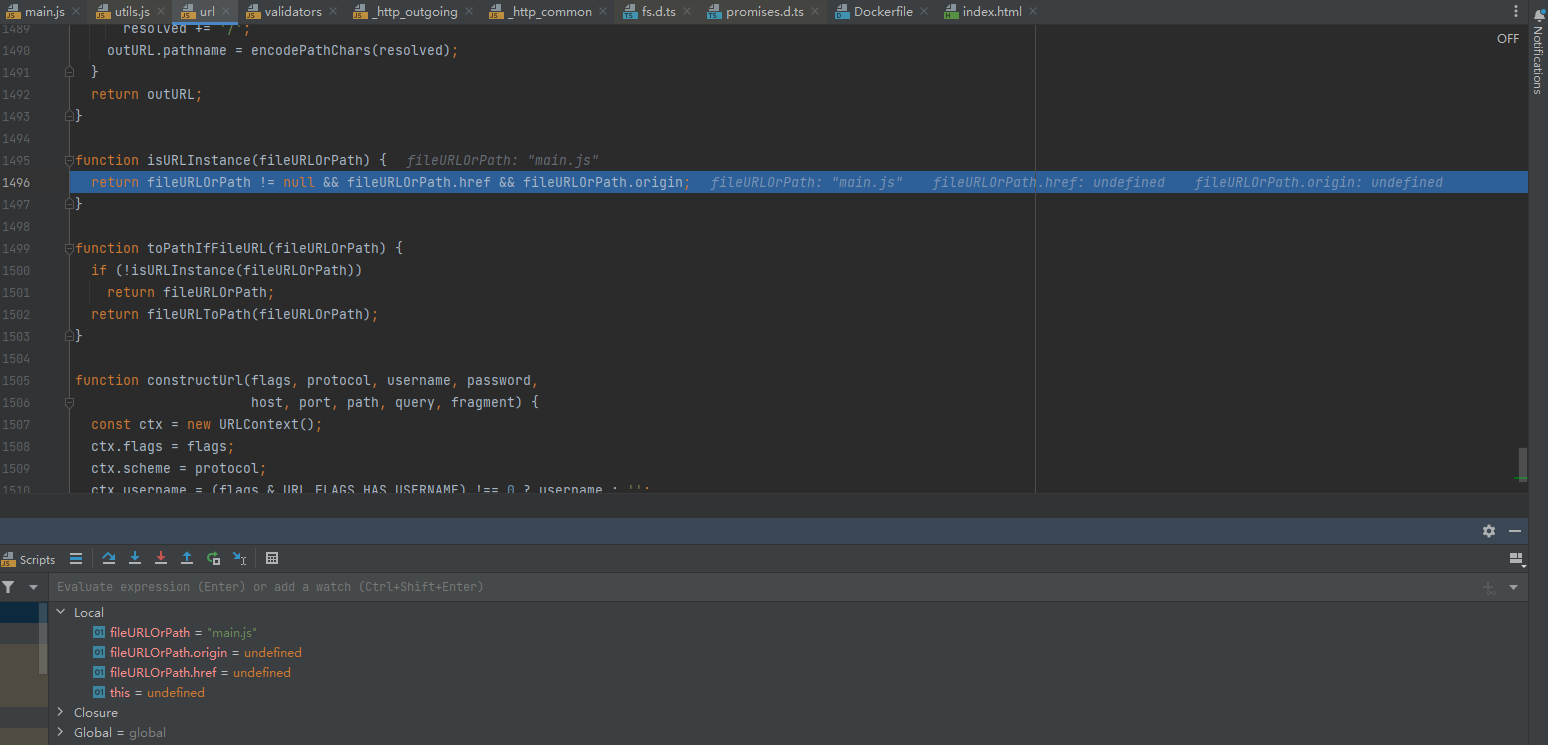 main.js utils.js url validators _http_outgoing _http_common fs.d.ts promises.d.ts Dockerfile index.html
Notifications
OFF
1489 resolved += '/';
1490 outURL.pathname = encodePathChars(resolved);
1491 }
1492 return outURL;
1493 }
1494
1495 function isURLInstance(fileURLOrPath) { fileURLOrPath: "main.js"
1496 return fileURLOrPath != null && fileURLOrPath.href && fileURLOrPath.origin; fileURLOrPath: "main.js" fileURLOrPath.href: undefined fileURLOrPath.origin: undefined
1497 }
1498
1499 function toPathIfFileURL(fileURLOrPath) {
1500 if (!isURLInstance(fileURLOrPath))
1501 return fileURLOrPath;
1502 return fileURLToPath(fileURLOrPath);
1503 }
1504
1505 function constructUrl(flags, protocol, username, password,
1506 host, port, path, query, fragment) {
1507 const ctx = new URLContext();
1508 ctx.flags = flags;
1509 ctx.scheme = protocol;
1510 ctx.username = (flags & URL_FLAGS_HAS_USERNAME) !== 0 ? username : '';
Scripts
Evaluate expression (Enter) or add a watch (Ctrl+Shift+Enter)
Local
fileURLOrPath = "main.js"
fileURLOrPath.origin = undefined
fileURLOrPath.href = undefined
this = undefined
Closure
Global = global